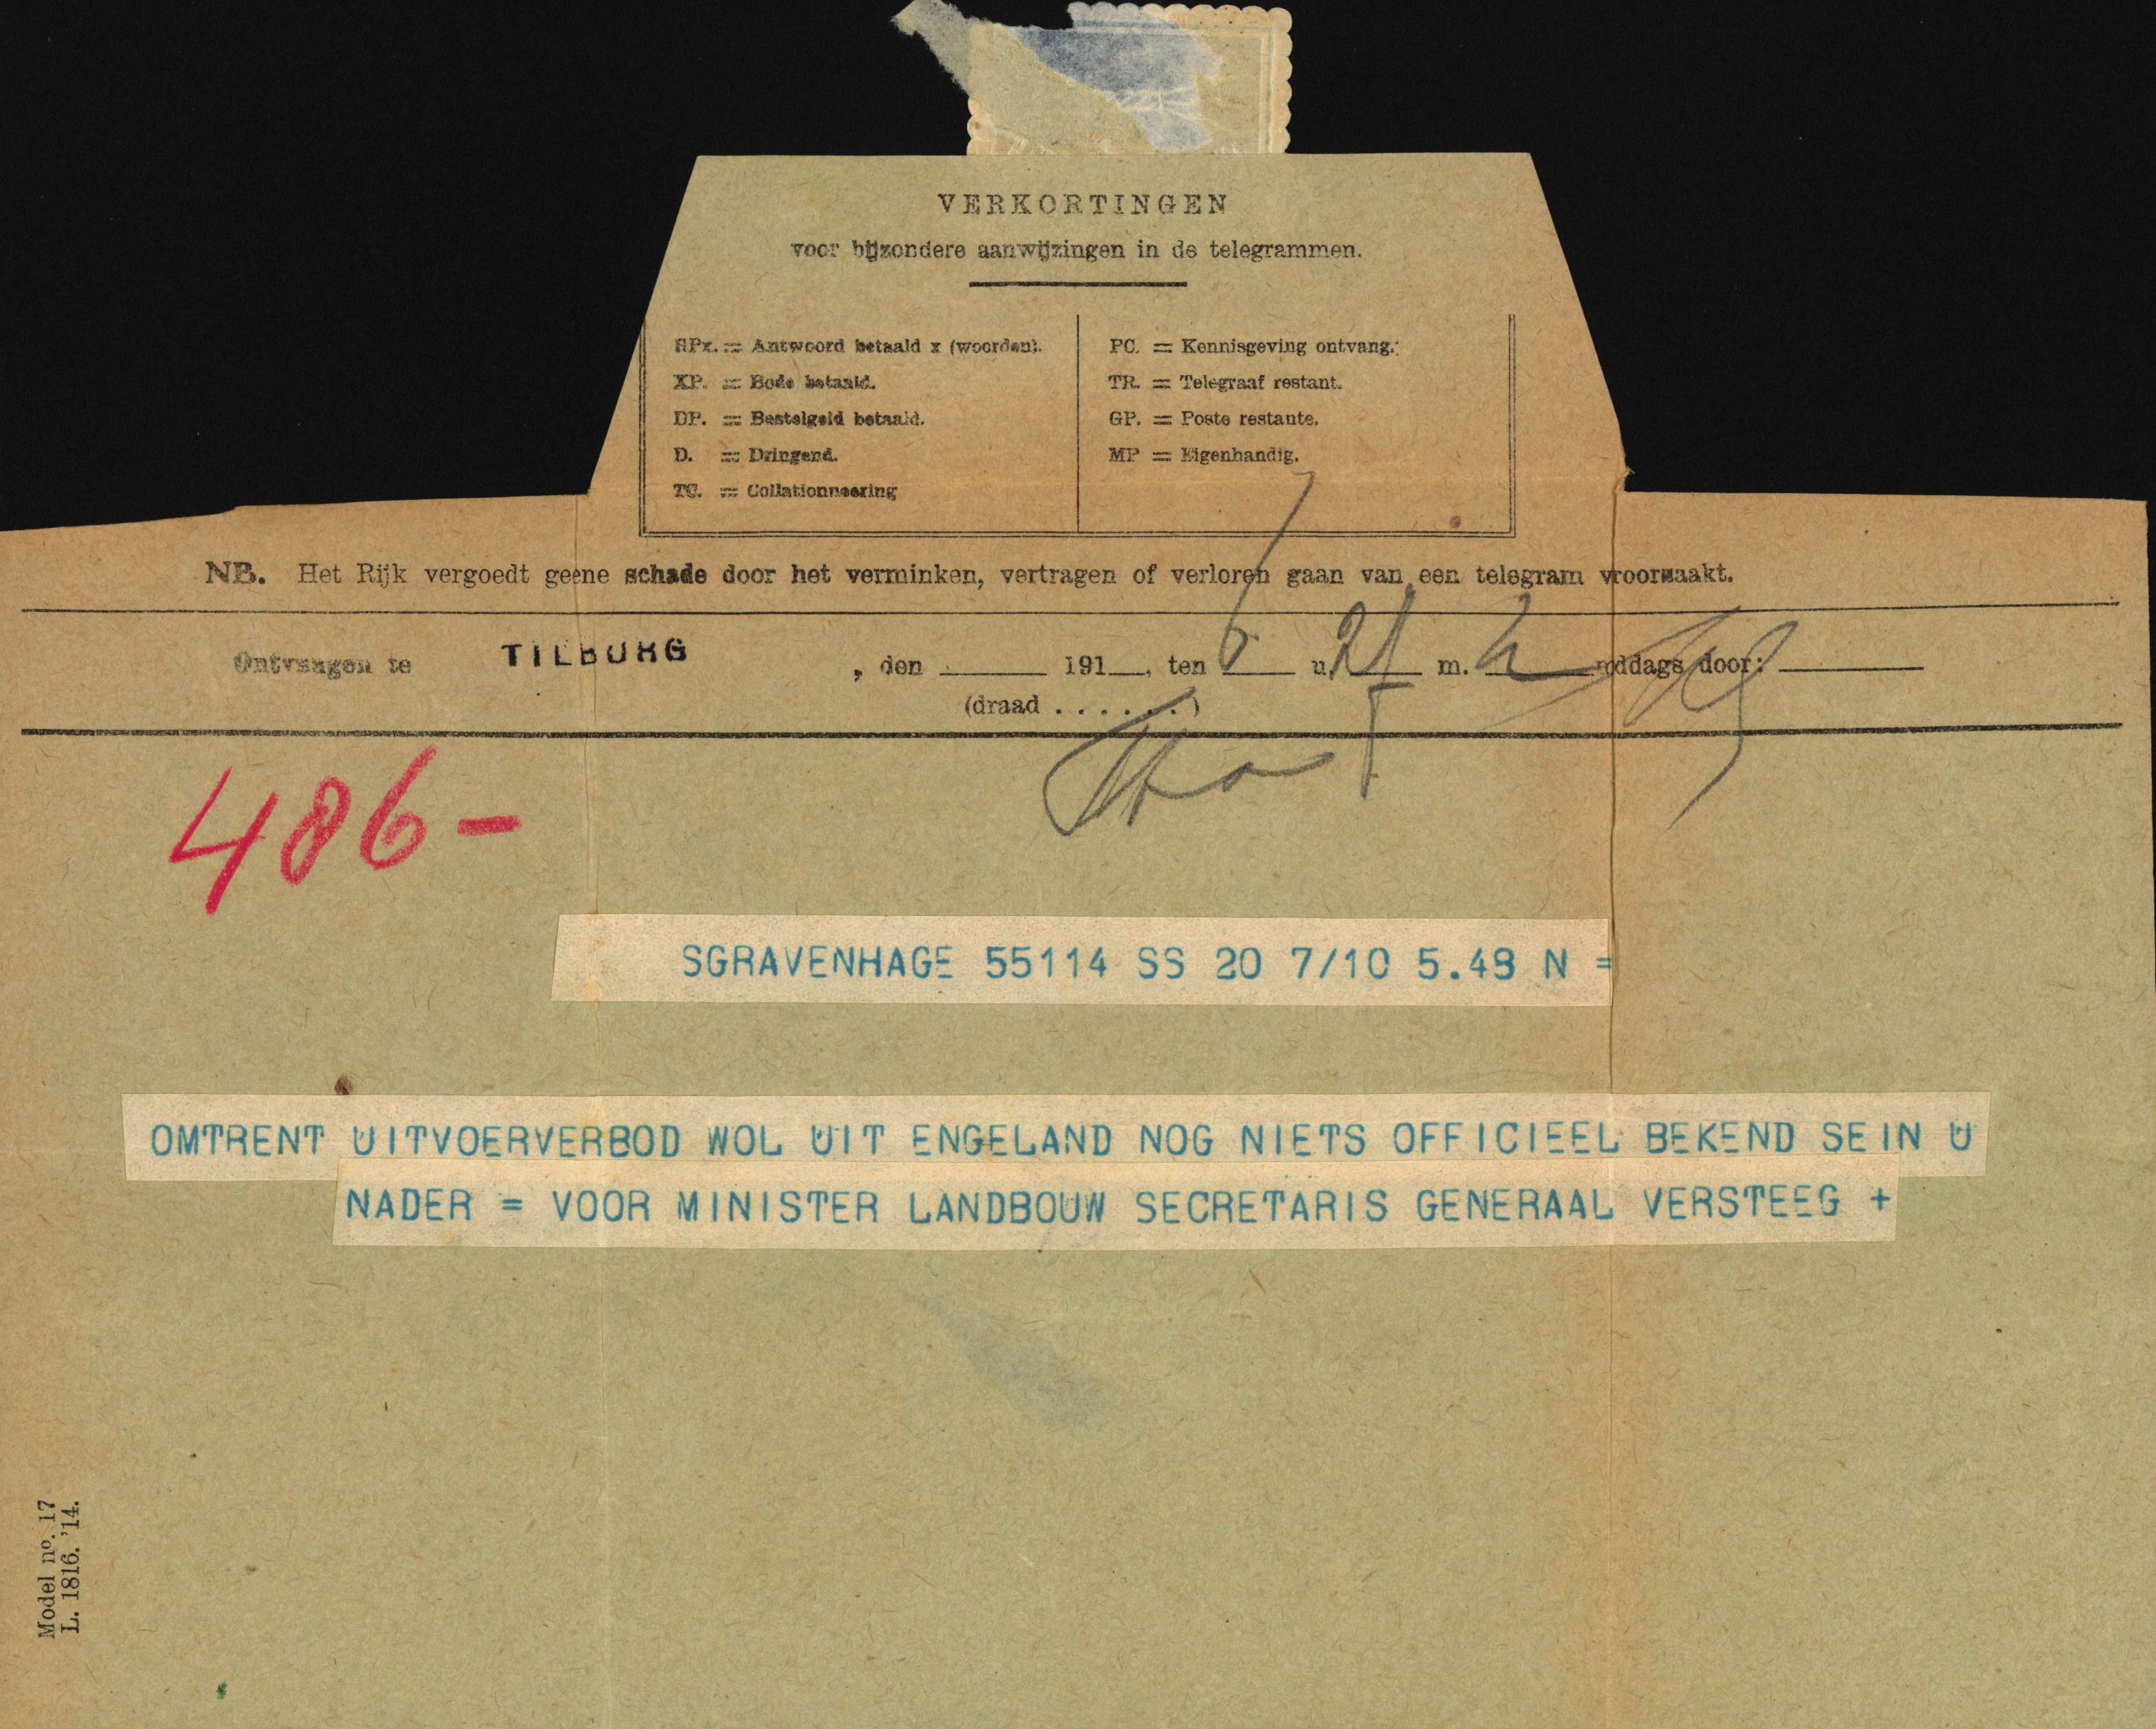 VERKORTINGEN
voor bijzondere aanwijzingen in de telegrammen.
RPx. = Antwoord betaald x (woorden).
XP. = Bode betaald.
DP. = Bestelgeld betaald.
D. = Dringend.
TC. = Collationneering
PC. = Kennisgeving ontvang.
TR. = Telegraaf restant.
GP. = Poste restante.
MP = Eigenhandig.
NB. Het Rijk vergoedt geene schade door het verminken, vertragen of verloren gaan van een telegram vroorzaakt.
Ontvangen te TILBURG, den 191, ten 6 u. 21 m. n middags door:
(draad . . . . . .)
486-
SGRAVENHAGE 55114 SS 20 7/10 5.48 N =
OMTRENT UITVOERVERBOD WOL UIT ENGELAND NOG NIETS OFFICIEEL BEKEND SEIN U
NADER = VOOR MINISTER LANDBOUW SECRETARIS GENERAAL VERSTEEG +
Model no. 17
L. 1816. '14.